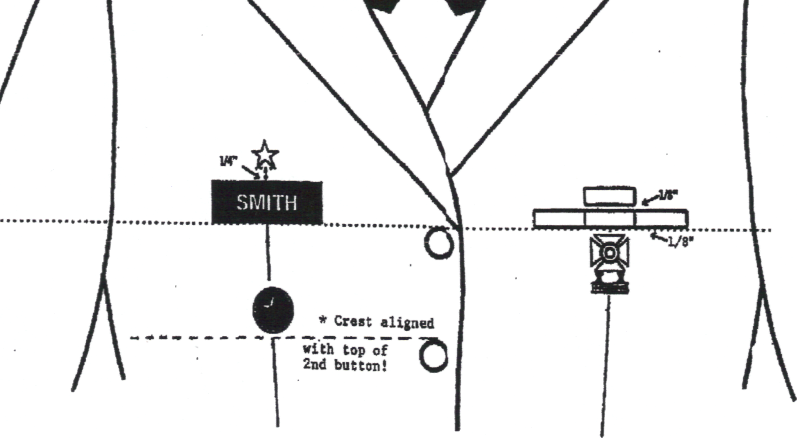 1/4"
SMITH
1/8"
1/8"
* Crest aligned
with top of
2nd button!